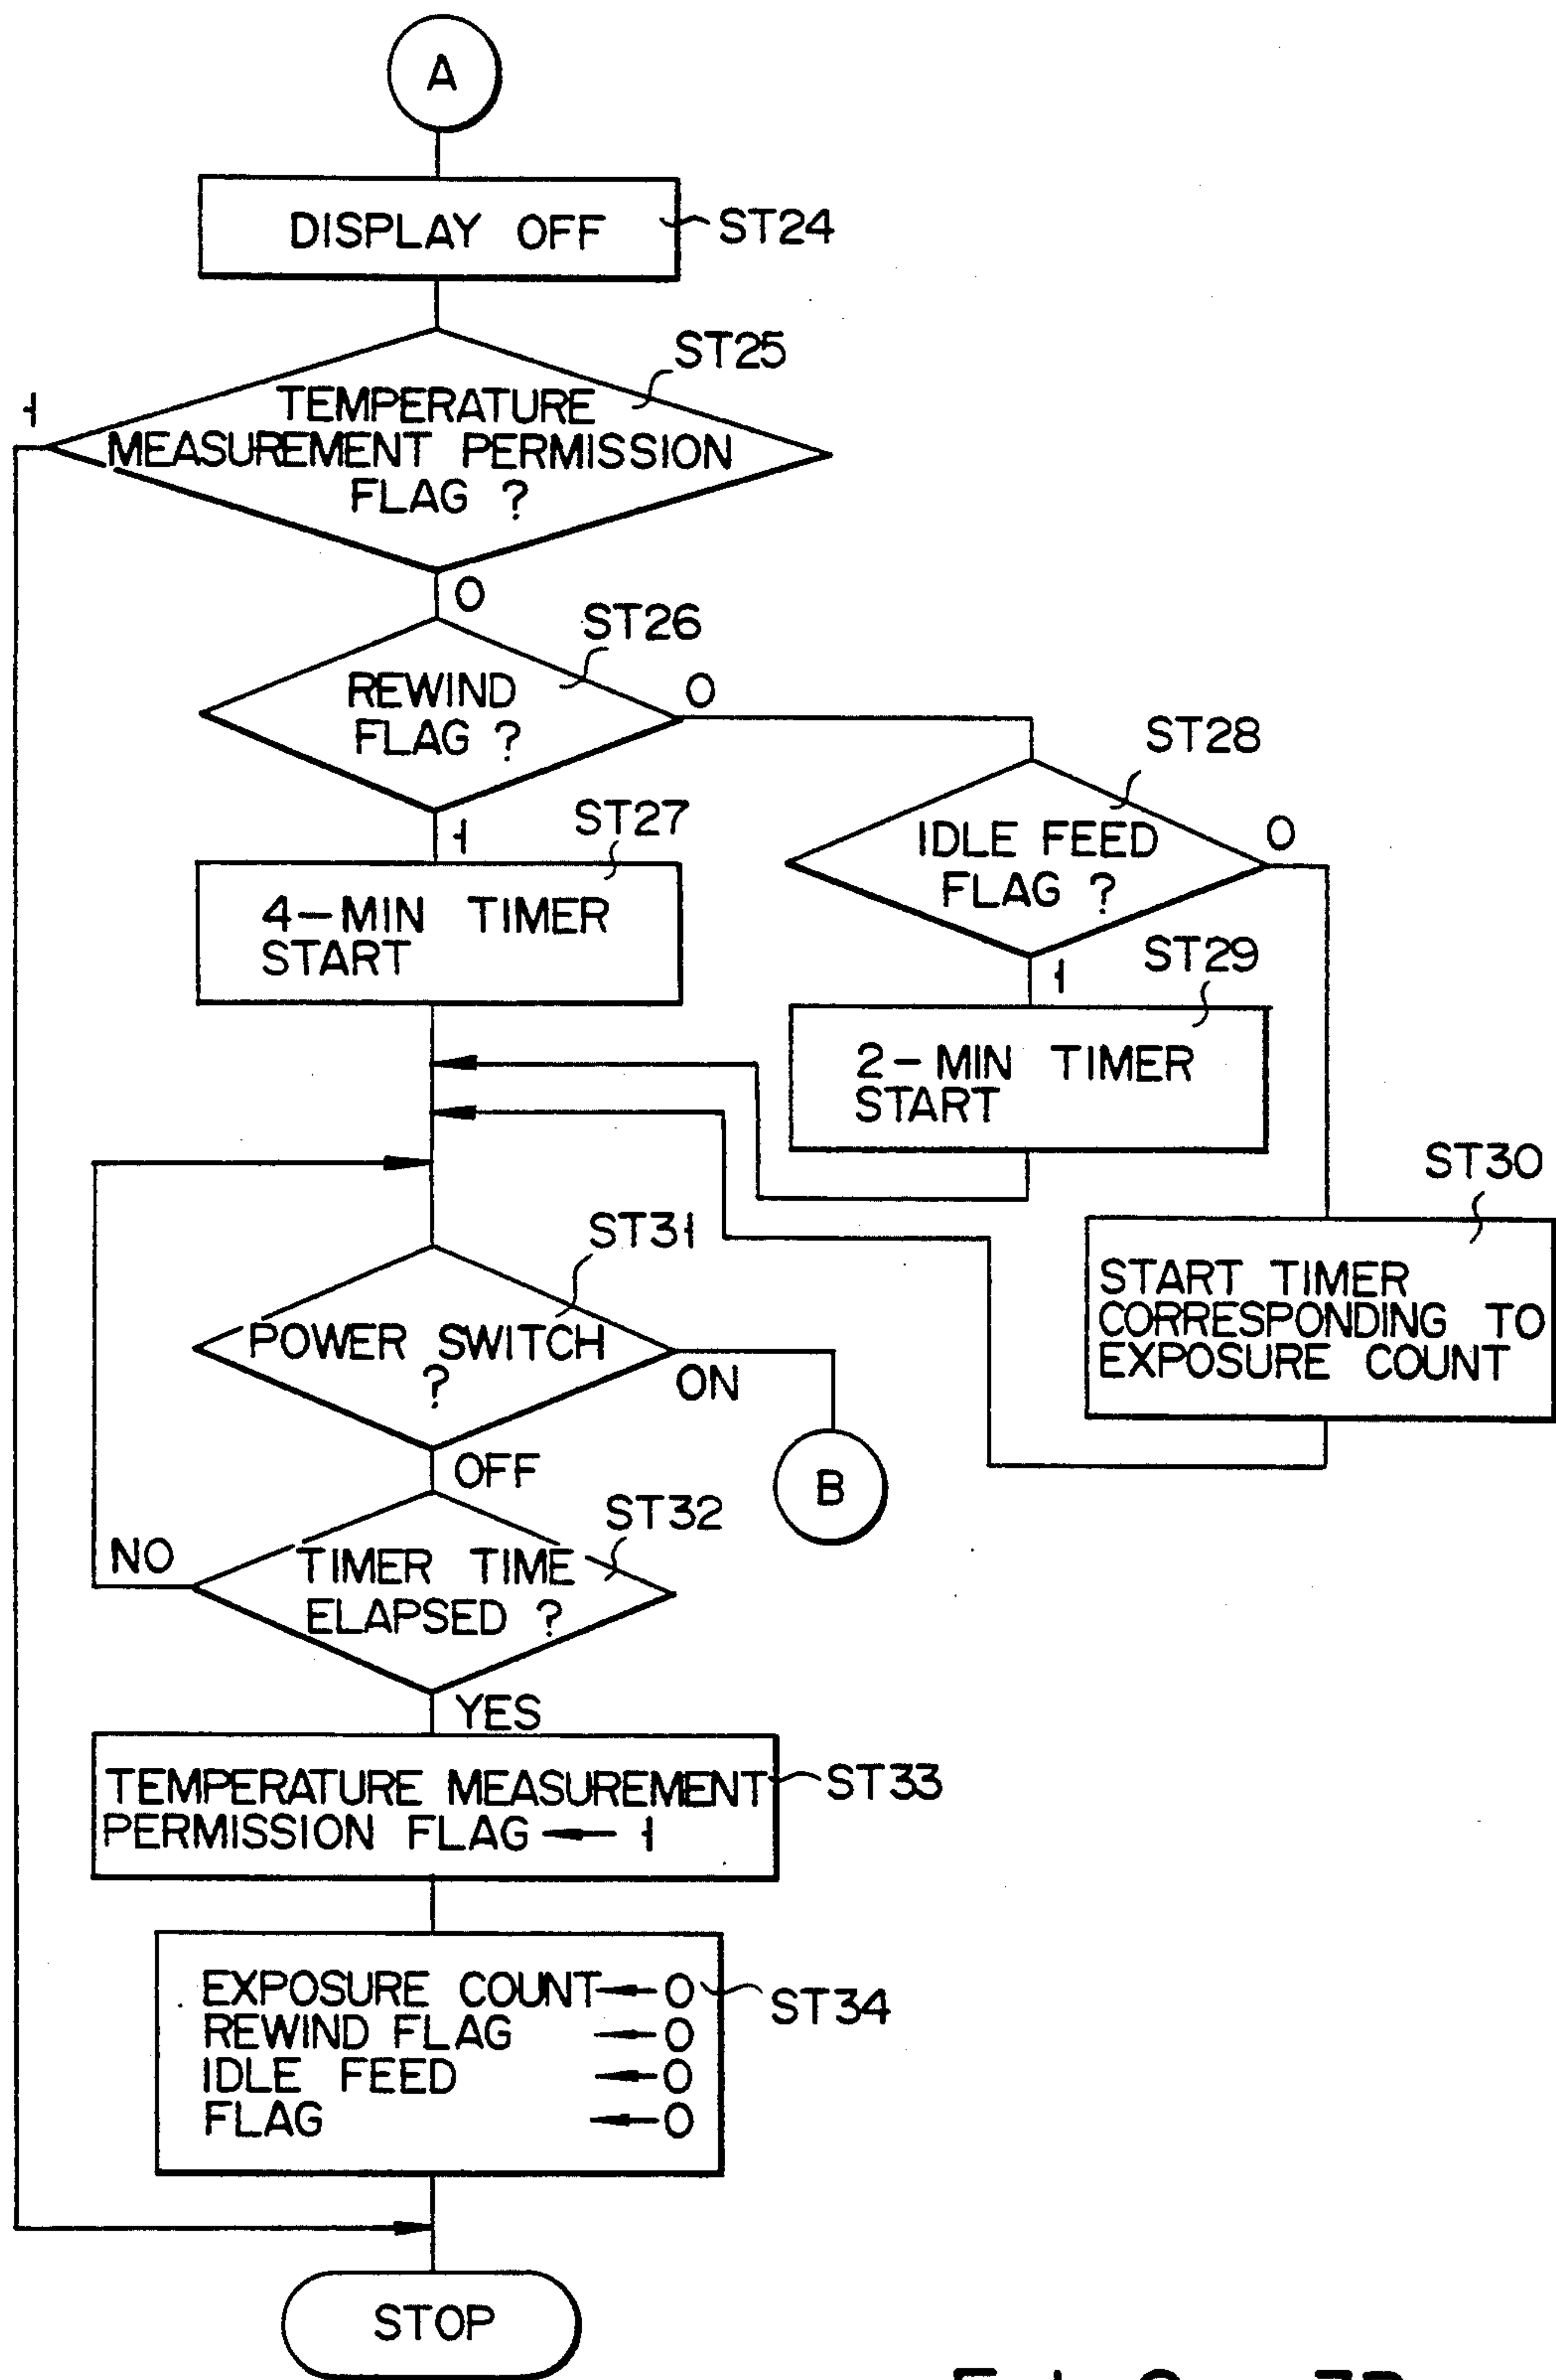 A
DISPLAY OFF
ST24
ST25
1
TEMPERATURE
MEASUREMENT PERMISSION
FLAG ?
0
ST26
REWIND
FLAG ?
0
1
ST27
4-MIN TIMER
START
ST28
IDLE FEED
FLAG ?
0
1
ST29
2-MIN TIMER
START
ST30
START TIMER
CORRESPONDING TO
EXPOSURE COUNT
ST31
POWER SWITCH
?
ON
B
OFF
ST32
TIMER TIME
ELAPSED ?
NO
YES
TEMPERATURE MEASUREMENT
PERMISSION FLAG ← 1
ST33
EXPOSURE COUNT ← 0
REWIND FLAG ← 0
IDLE FEED ← 0
FLAG ← 0
ST34
STOP